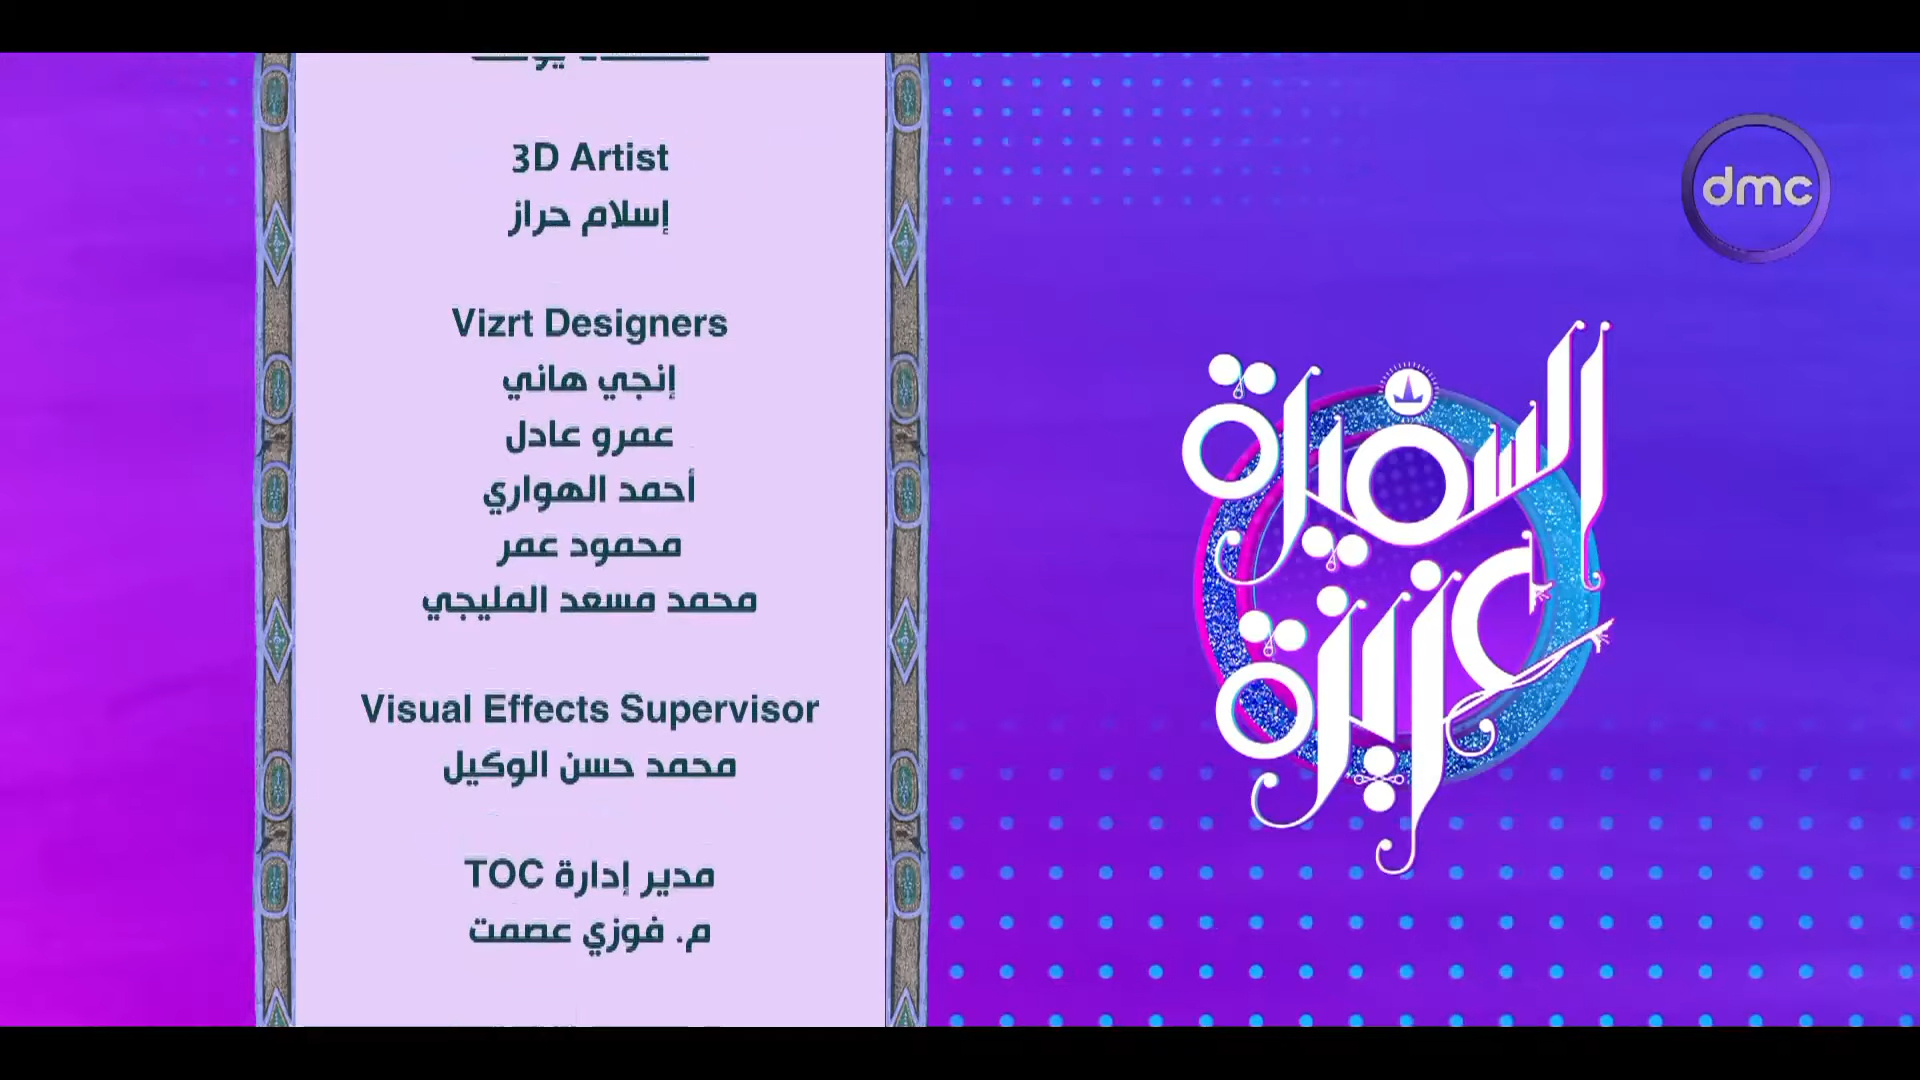 3D Artist
إسلام حراز
Vizrt Designers
إنجي هاني
عمرو عادل
أحمد الهواري
محمود عمر
محمد مسعد المليجي
Visual Effects Supervisor
محمد حسن الوكيل
مدير إدارة TOC
م. فوزي عصمت
dmc
السفيرة
عزيزة